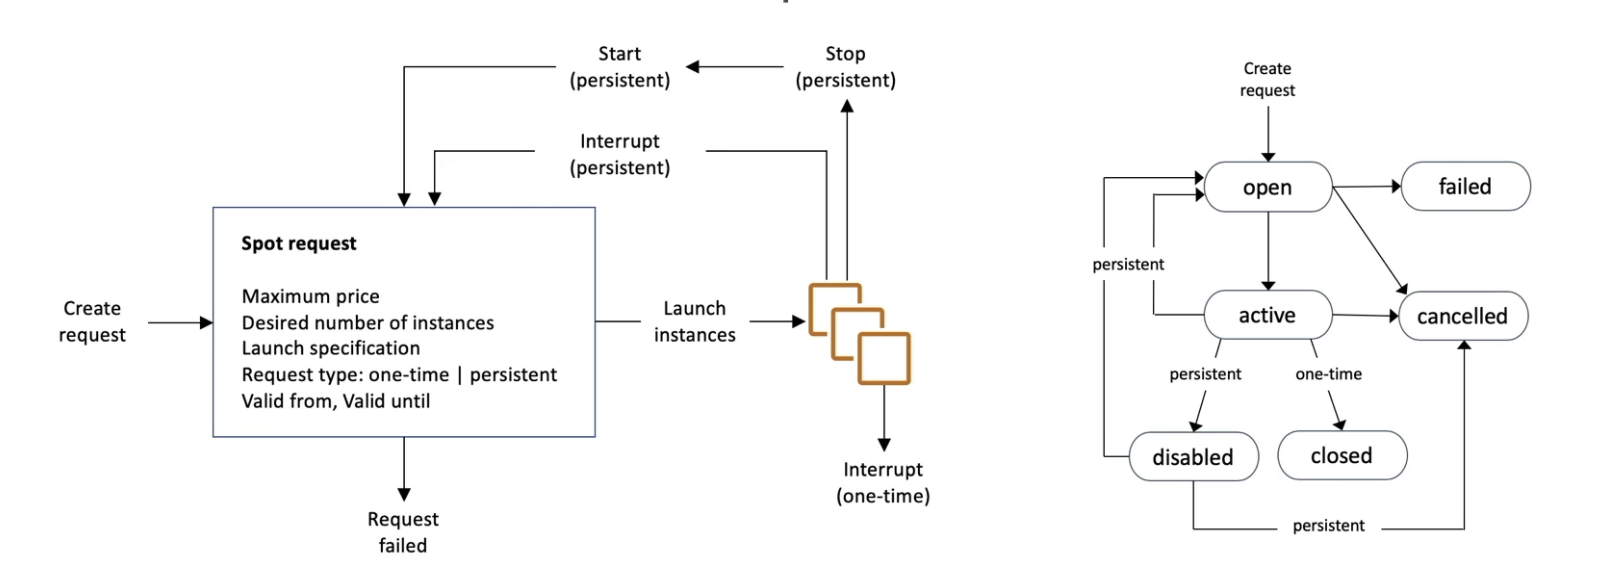 Start
(persistent)
Stop
(persistent)
Interrupt
(persistent)
Spot request
Maximum price
Desired number of instances
Launch specification
Request type: one-time | persistent
Valid from, Valid until
Create
request
Launch
instances
Interrupt
(one-time)
Request
failed
Create
request
open
failed
persistent
active
cancelled
persistent
one-time
disabled
closed
persistent